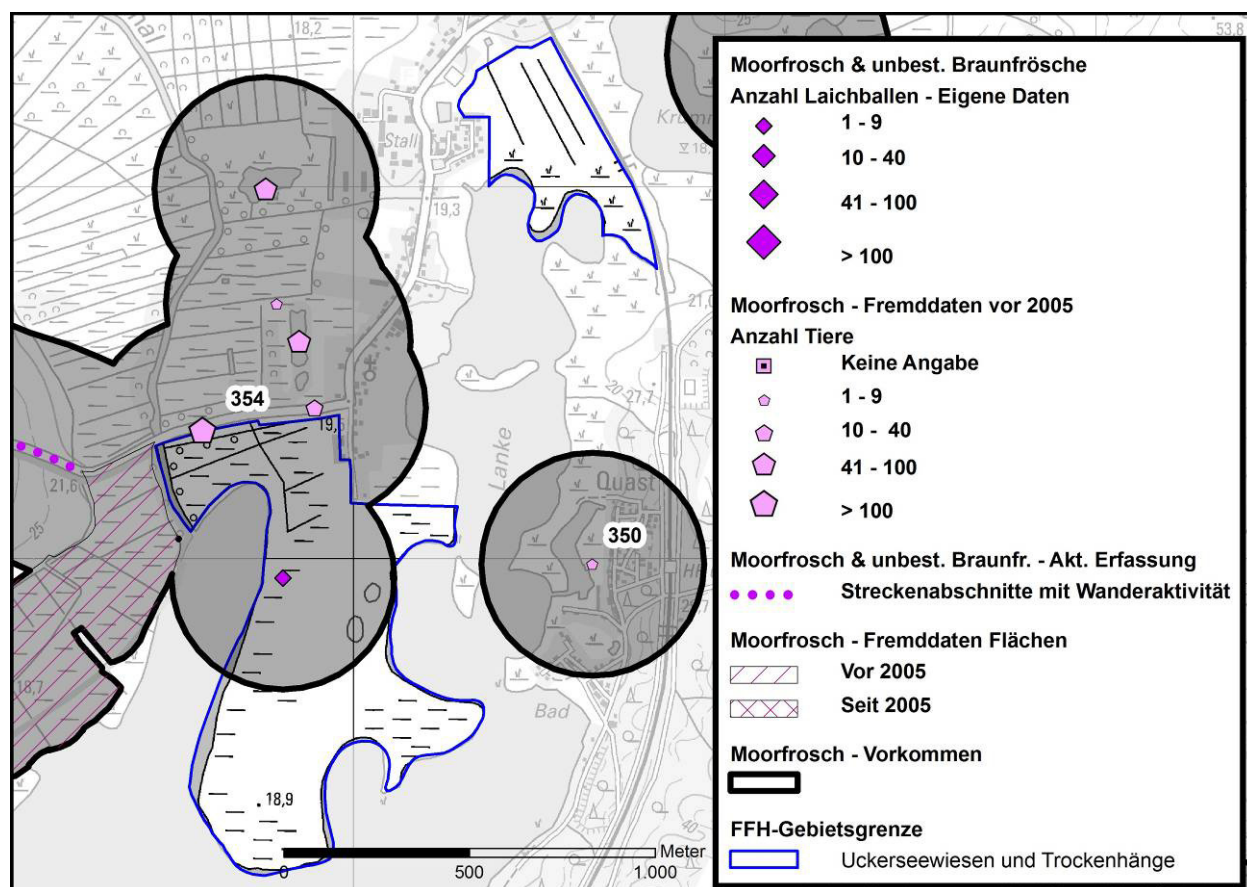 18,2
Stall
19,3
Krumm
18,
25
53,8
21,0
20
27,7
354
19,5
21,6
25
Lanke
Quast
350
18,7
Bad
18,9
40
Meter
0
500
1.000
Moorfrosch & unbest. Braunfrösche
Anzahl Laichballen - Eigene Daten
1 - 9
10 - 40
41 - 100
> 100
Moorfrosch - Fremddaten vor 2005
Anzahl Tiere
Keine Angabe
1 - 9
10 - 40
41 - 100
> 100
Moorfrosch & unbest. Braunfr. - Akt. Erfassung
Streckenabschnitte mit Wanderaktivität
Moorfrosch - Fremddaten Flächen
Vor 2005
Seit 2005
Moorfrosch - Vorkommen
FFH-Gebietsgrenze
Uckerseewiesen und Trockenhänge